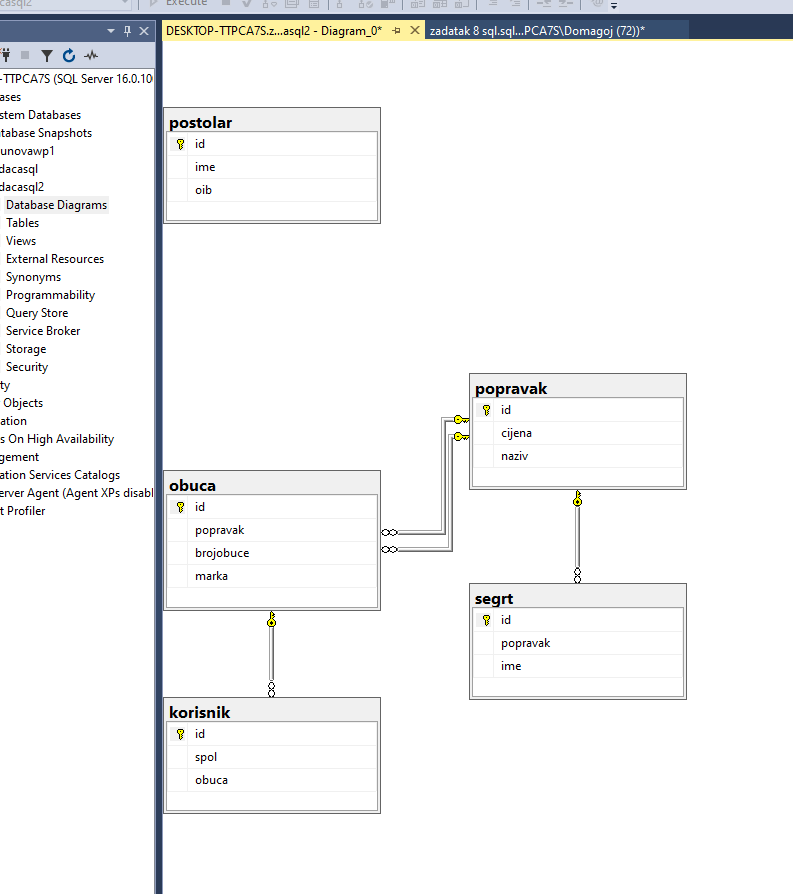 Execute
DESKTOP-TTPCA7S.z...asql2 - Diagram_0*
zadatak 8 sql.sql...PCA7S\Domagoj (72))*
-TTPCA7S (SQL Server 16.0.10
ases
stem Databases
tabase Snapshots
unovawp1
dacasql
dacasql2
Database Diagrams
Tables
Views
External Resources
Synonyms
Programmability
Query Store
Service Broker
Storage
Security
ty
Objects
ation
s On High Availability
gement
ation Services Catalogs
erver Agent (Agent XPs disabl
t Profiler
postolar
id
ime
oib
popravak
id
cijena
naziv
obuca
id
popravak
brojobuce
marka
segrt
id
popravak
ime
korisnik
id
spol
obuca